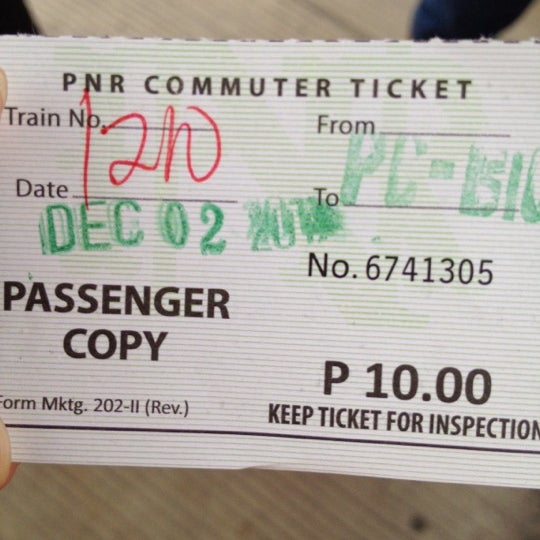 PNR COMMUTER TICKET
Train No.
From
Date
To PC-
DEC 02
No. 6741305
PASSENGER
COPY
P 10.00
Form Mktg. 202-II (Rev.)
KEEP TICKET FOR INSPECTION